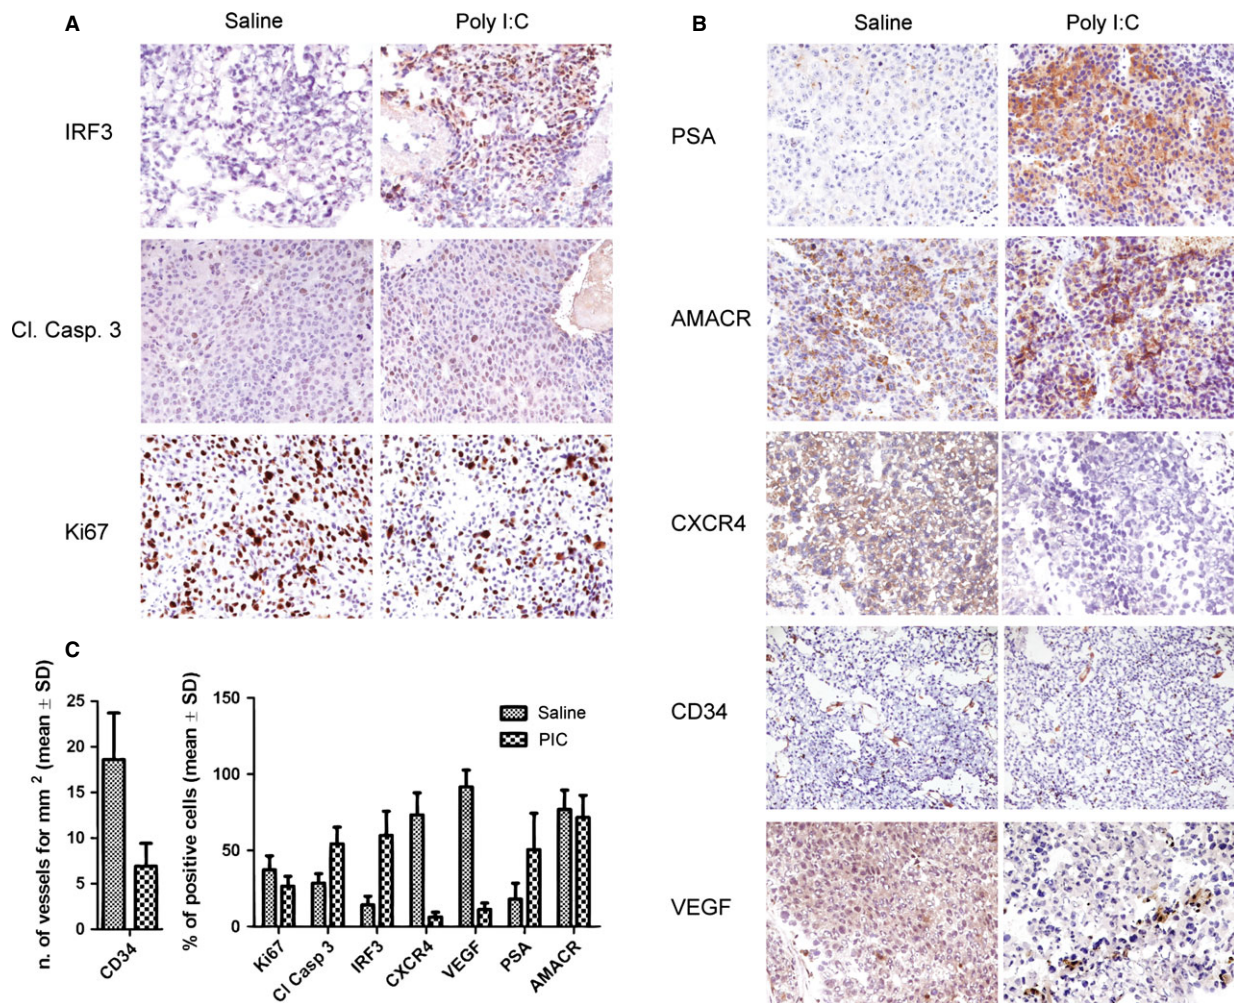 A
Saline
Poly I:C
IRF3
Cl. Casp. 3
Ki67
B
Saline
Poly I:C
PSA
AMACR
CXCR4
CD34
VEGF
C
n. of vessels for mm 2 (mean ± SD)
25
20
15
10
5
0
CD34
% of positive cells (mean ± SD)
150
100
50
0
Saline
PIC
Ki67
Cl Casp 3
IRF3
CXCR4
VEGF
PSA
AMACR